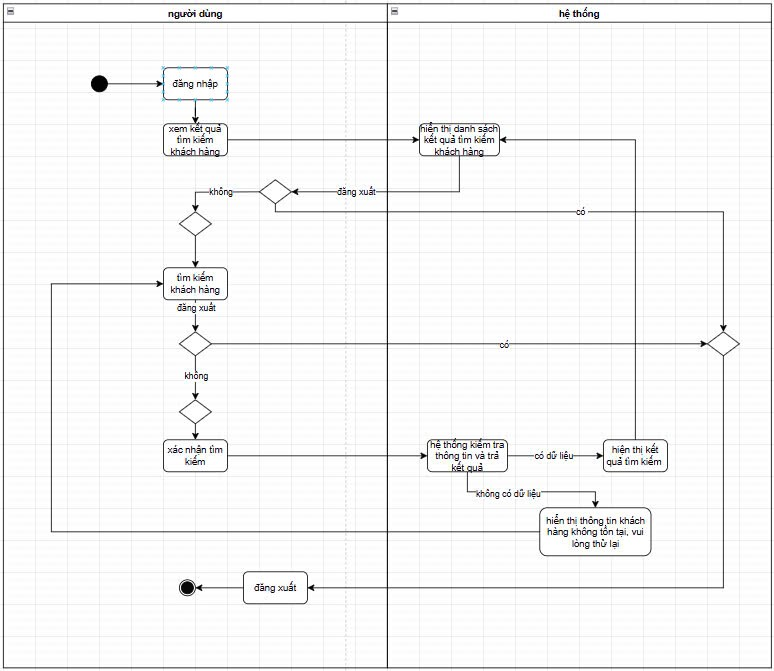 người dùng
hệ thống
đăng nhập
xem kết quả
tìm kiếm
khách hàng
hiển thị danh sách
kết quả tìm kiếm
khách hàng
không
đăng xuất
có
tìm kiếm
khách hàng
đăng xuất
có
không
xác nhận tìm
kiếm
hệ thống kiểm tra
thông tin và trả
kết quả
có dữ liệu
hiện thị kết
quả tìm kiếm
không có dữ liệu
hiển thị thông tin khách
hàng không tồn tại, vui
lòng thử lại
đăng xuất